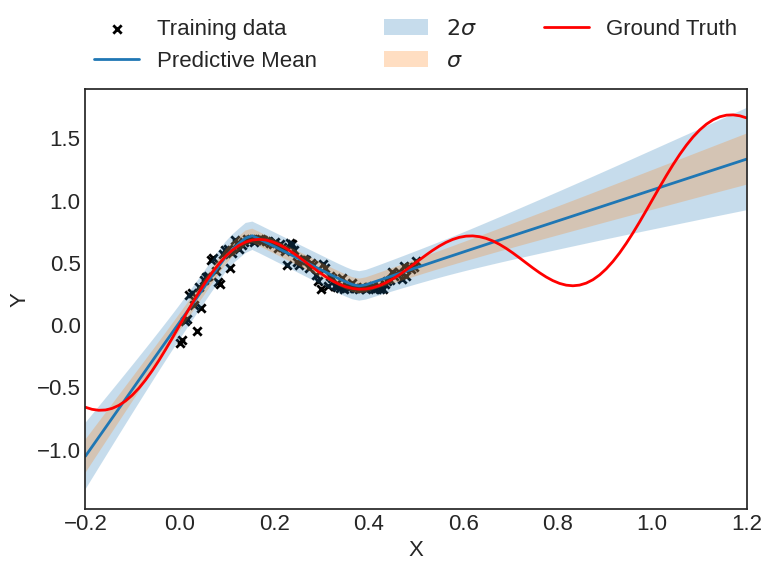 Training data
Predictive Mean
2σ
σ
Ground Truth
Y
1.5
1.0
0.5
0.0
−0.5
−1.0
−0.2 0.0 0.2 0.4 0.6 0.8 1.0 1.2
X